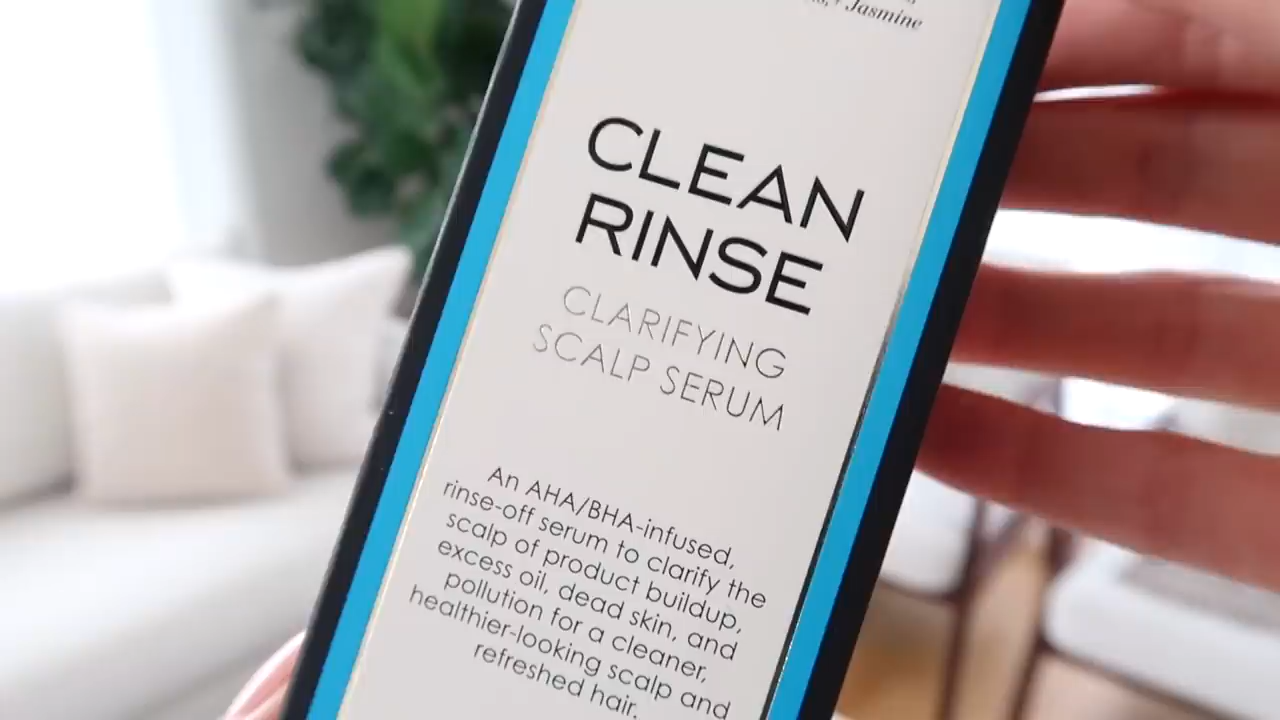 Jasmine
CLEAN
RINSE
CLARIFYING
SCALP SERUM
An AHA/BHA-infused,
rinse-off serum to clarify the
scalp of product buildup,
excess oil, dead skin, and
pollution for a cleaner,
healthier-looking scalp and
refreshed hair.